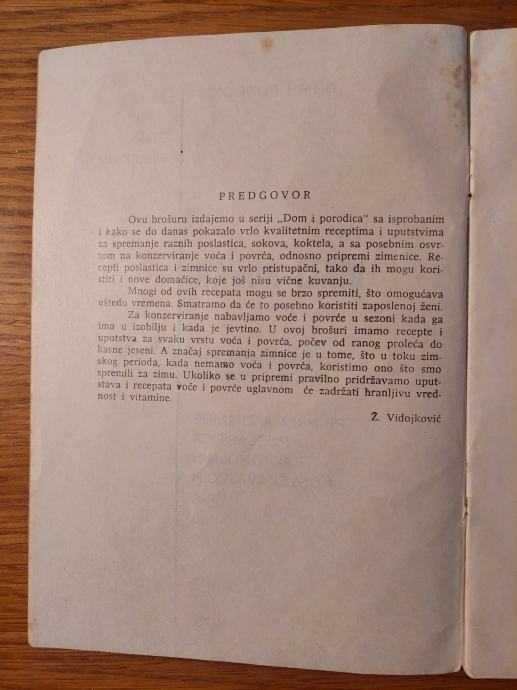 PREDGOVOR
Ovu brošuru izdajemo u seriji „Dom i porodica" sa isprobanim
i kako se do danas pokazalo vrlo kvalitetnim receptima i uputstvima
za spremanje raznih poslastica, sokova, koktela, a sa posebnim osvr-
tom na konzerviranje voća i povrća, odnosno pripremi zimenice. Re-
cepti poslastica i zimnice su vrlo pristupačni, tako da ih mogu kori-
stiti i nove domaćice, koje još nisu vične kuvanju.
Mnogi od ovih recepata mogu se brzo spremiti, što omogućava
uštedu vremena. Smatramo da će to posebno koristiti zaposlenoj ženi.
Za konzerviranje nabavljamo voće i povrće u sezoni kada ga
ima u izobilju i kada je jevtino. U ovoj brošuri imamo recepte i
uputstva za svaku vrstu voća i povrća, počev od ranog proleća do
kasne jeseni. A značaj spremanja zimnice je u tome, što u toku zim-
skog perioda, kada nemamo voća i povrća, koristimo ono što smo
spremili za zimu. Ukoliko se u pripremi pravilno pridržavamo uput-
stava i recepata voće i povrće uglavnom će zadržati hranljivu vred-
nost i vitamine.
Ž. Vidojković